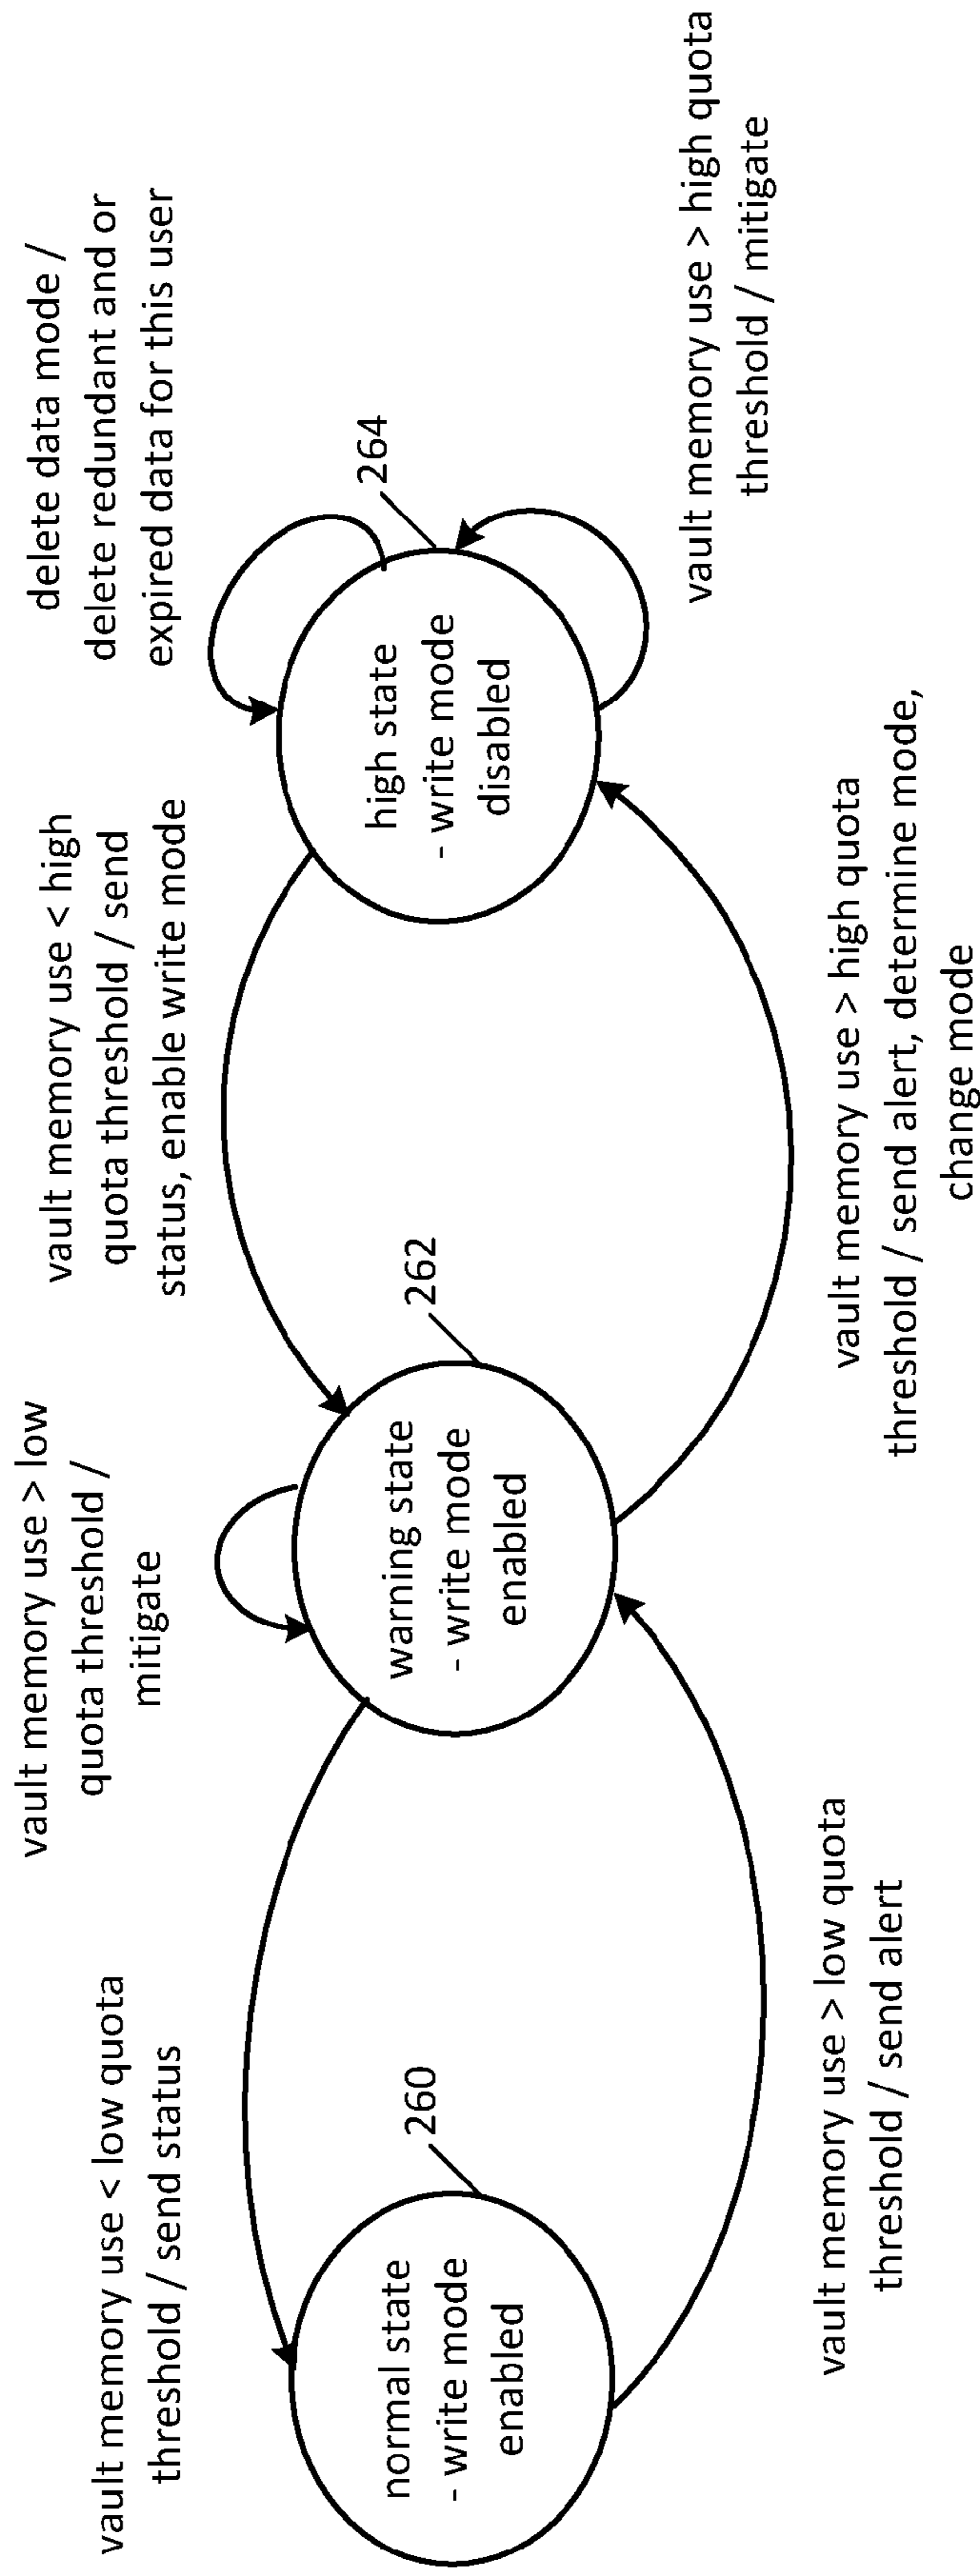 vault memory use < low quota
threshold / send status
vault memory use > low
quota threshold /
mitigate
vault memory use < high
quota threshold / send
status, enable write mode
delete data mode /
delete redundant and or
expired data for this user
260
normal state
- write mode
enabled
262
warning state
- write mode
enabled
264
high state
- write mode
disabled
vault memory use > low quota
threshold / send alert
vault memory use > high quota
threshold / send alert, determine mode,
change mode
vault memory use > high quota
threshold / mitigate